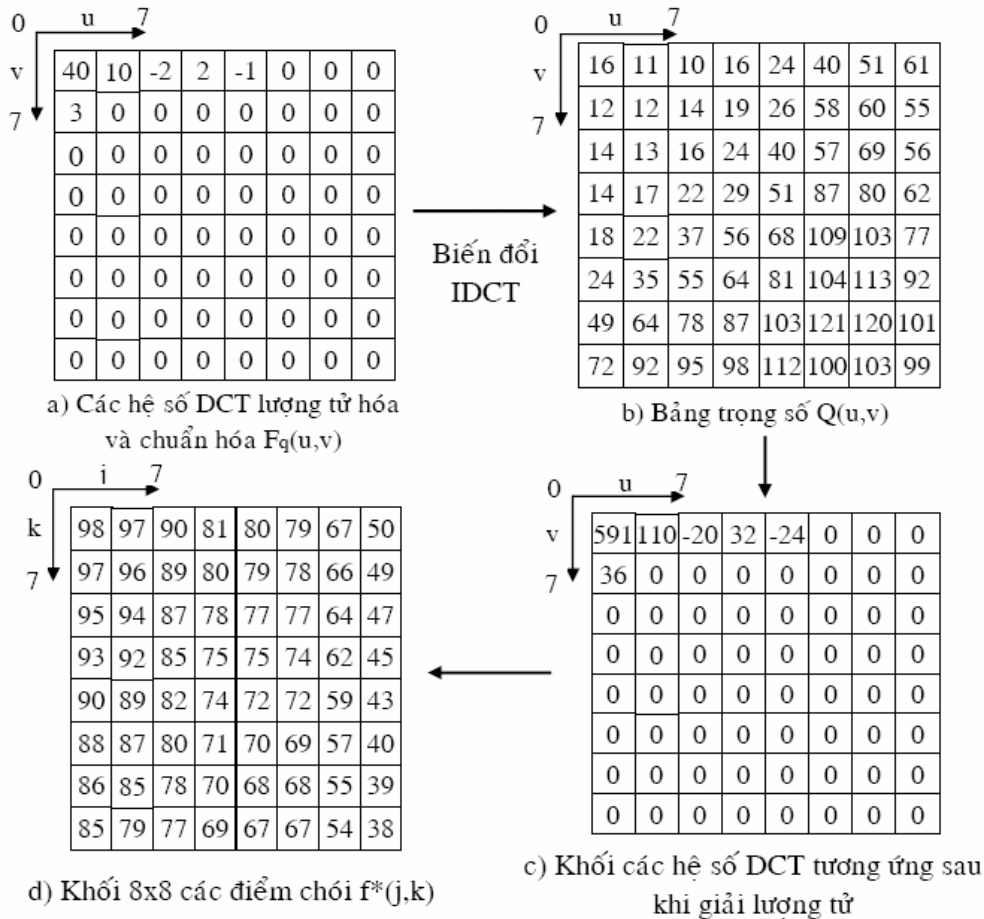 0 u 7
v
7
40 10 -2 2 -1 0 0 0
3 0 0 0 0 0 0 0
0 0 0 0 0 0 0 0
0 0 0 0 0 0 0 0
0 0 0 0 0 0 0 0
0 0 0 0 0 0 0 0
0 0 0 0 0 0 0 0
0 0 0 0 0 0 0 0
a) Các hệ số DCT lượng tử hóa
và chuẩn hóa Fq(u,v)
Biến đổi
IDCT
0 u 7
v
7
16 11 10 16 24 40 51 61
12 12 14 19 26 58 60 55
14 13 16 24 40 57 69 56
14 17 22 29 51 87 80 62
18 22 37 56 68 109 103 77
24 35 55 64 81 104 113 92
49 64 78 87 103 121 120 101
72 92 95 98 112 100 103 99
b) Bảng trọng số Q(u,v)
0 j 7
k
7
98 97 90 81 80 79 67 50
97 96 89 80 79 78 66 49
95 94 87 78 77 77 64 47
93 92 85 75 75 74 62 45
90 89 82 74 72 72 59 43
88 87 80 71 70 69 57 40
86 85 78 70 68 68 55 39
85 79 77 69 67 67 54 38
d) Khối 8x8 các điểm chói f*(j,k)
0 u 7
v
7
591 110 -20 32 -24 0 0 0
36 0 0 0 0 0 0 0
0 0 0 0 0 0 0 0
0 0 0 0 0 0 0 0
0 0 0 0 0 0 0 0
0 0 0 0 0 0 0 0
0 0 0 0 0 0 0 0
0 0 0 0 0 0 0 0
c) Khối các hệ số DCT tương ứng sau
khi giải lượng tử